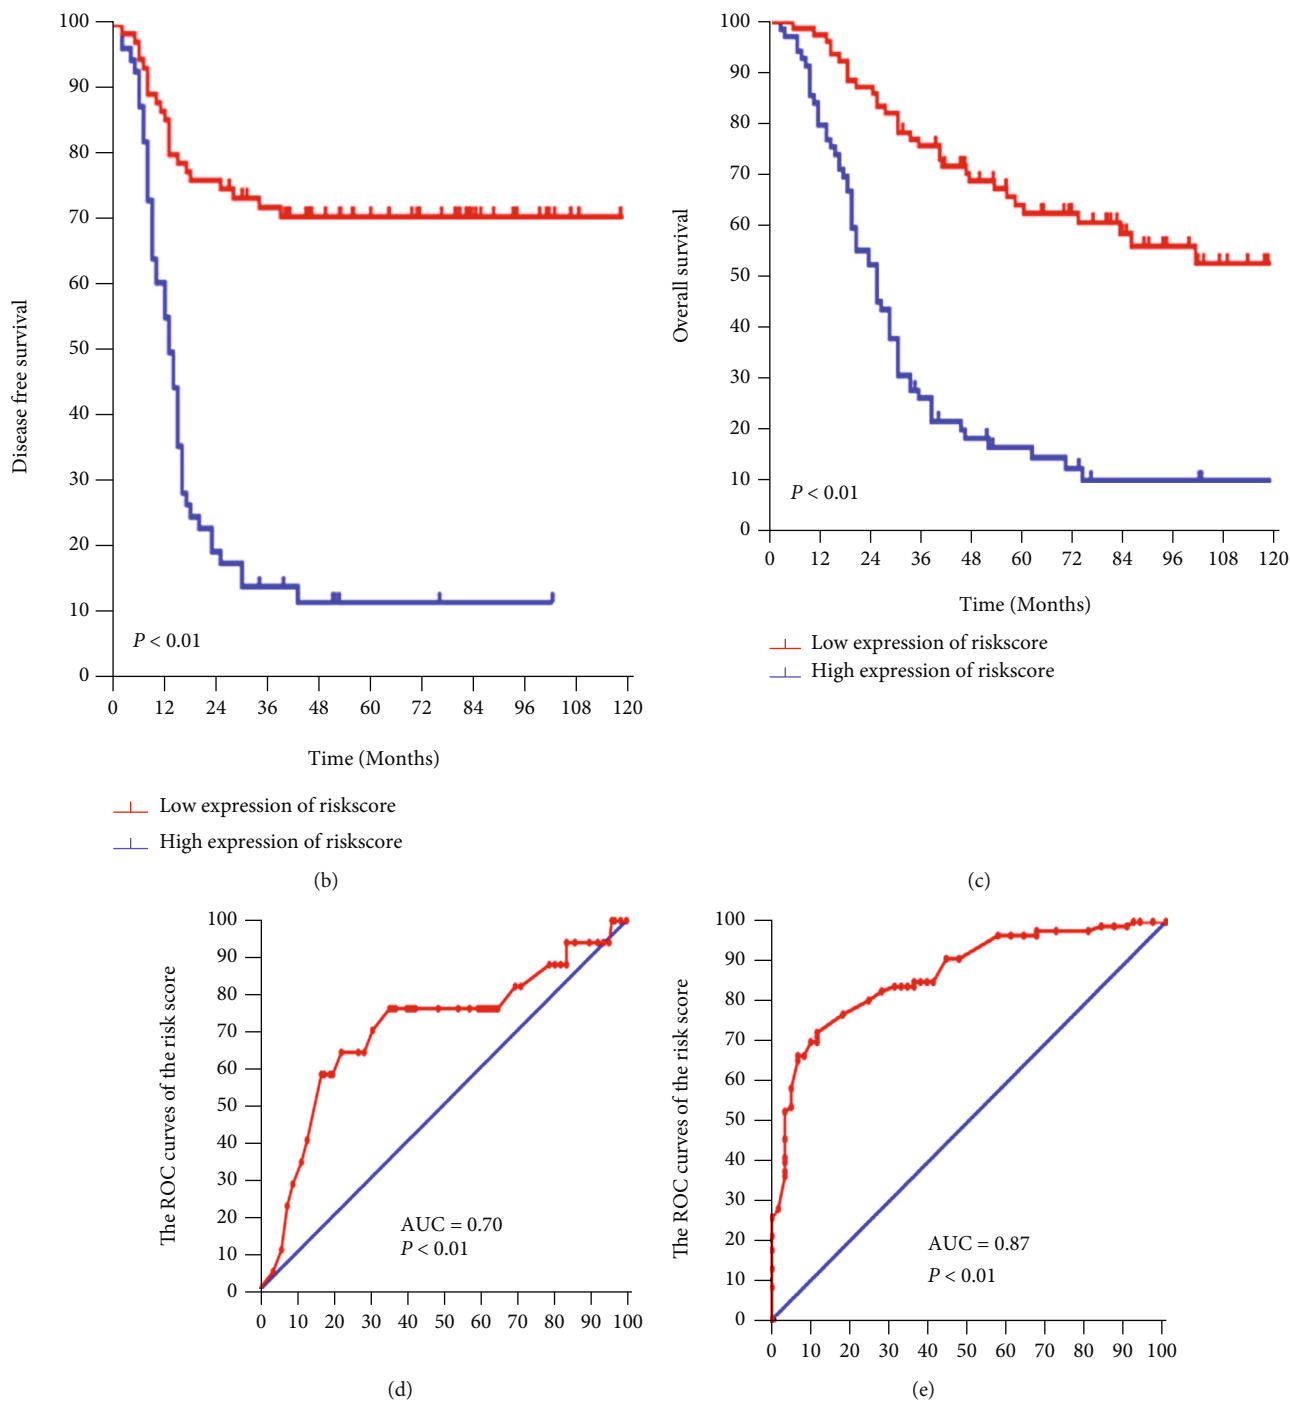 Disease free survival
100
90
80
70
60
50
40
30
20
10
0
P < 0.01
0 12 24 36 48 60 72 84 96 108 120
Time (Months)
Low expression of riskscore
High expression of riskscore
(b)
Overall survival
100
90
80
70
60
50
40
30
20
10
0
P < 0.01
0 12 24 36 48 60 72 84 96 108 120
Time (Months)
Low expression of riskscore
High expression of riskscore
(c)
The ROC curves of the risk score
100
90
80
70
60
50
40
30
20
10
0
AUC = 0.70
P < 0.01
0 10 20 30 40 50 60 70 80 90 100
(d)
The ROC curves of the risk score
100
90
80
70
60
50
40
30
20
10
0
AUC = 0.87
P < 0.01
0 10 20 30 40 50 60 70 80 90 100
(e)